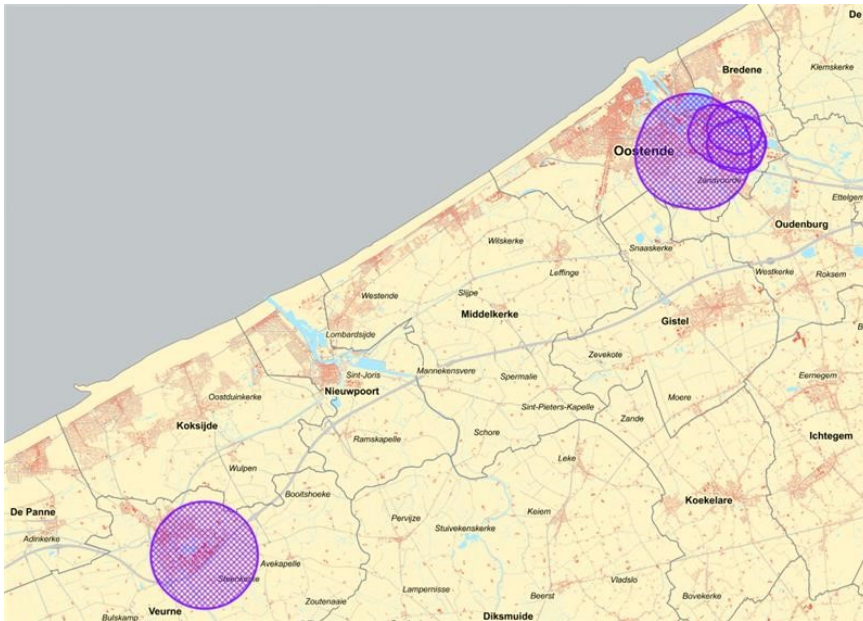 De
Bredene
Klemskerke
Oostende
Zandvoorde
Ettelgem
Oudenburg
Wilskerke
Snaaskerke
Leffinge
Westkerke
Roksem
Westende
Slijpe
Middelkerke
Gistel
Lombardsijde
Zevekote
Sint-Joris
Mannekensvere
Spermalie
Eernegem
Nieuwpoort
Oostduinkerke
Sint-Pieters-Kapelle
Moere
Zande
Koksijde
Ramskapelle
Schore
Ichtegem
Wulpen
Leke
Booitshoeke
Koekelare
De Panne
Pervijze
Keiem
Stuivekenskerke
Adinkerke
Avekapelle
Steenkerke
Vladslo
Lampernisse
Beerst
Bovekerke
Zoutenaaie
Veurne
Bulskamp
Diksmuide